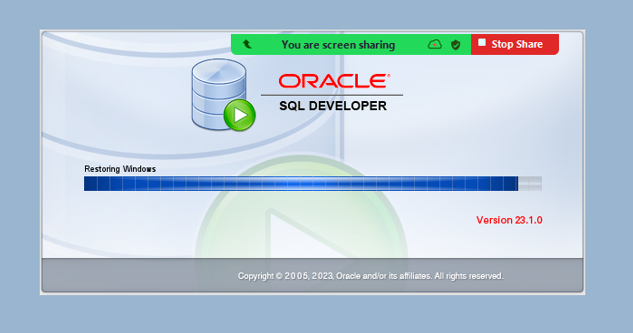 You are screen sharing
Stop Share
ORACLE®
SQL DEVELOPER
Restoring Windows
Version 23.1.0
Copyright © 2005, 2023, Oracle and/or its affiliates. All rights reserved.